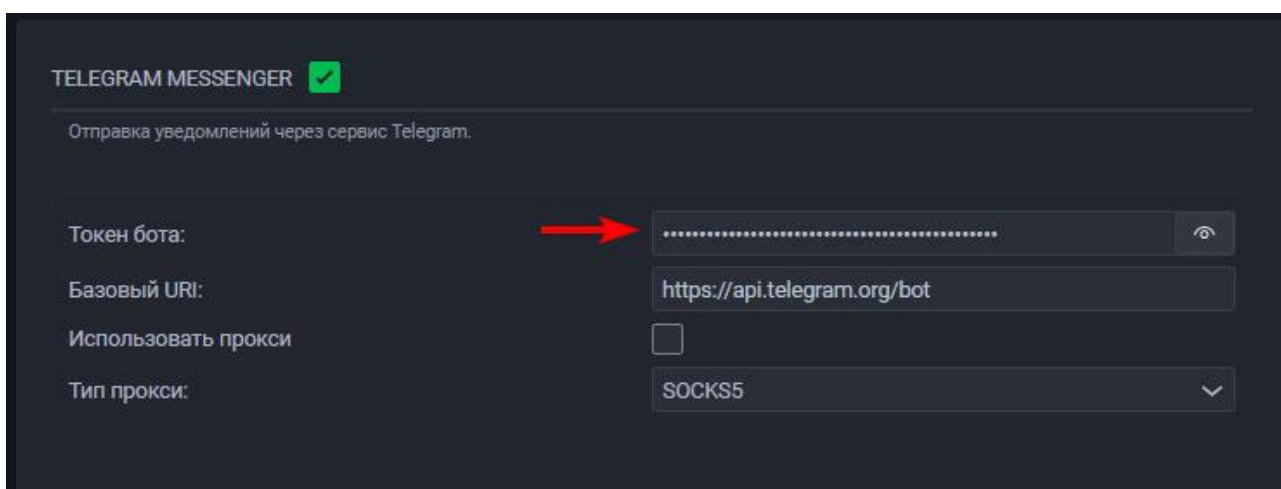 TELEGRAM MESSENGER
Отправка уведомлений через сервис Telegram.
Токен бота: ••••••••••••••••••••••••••••••••••••••••••••••
Базовый URI: https://api.telegram.org/bot
Использовать прокси
Тип прокси: SOCKS5